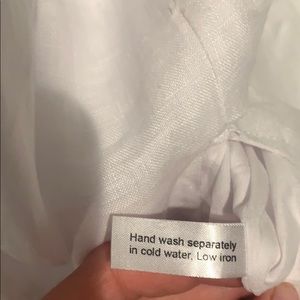 Hand wash separately
in cold water, Low iron